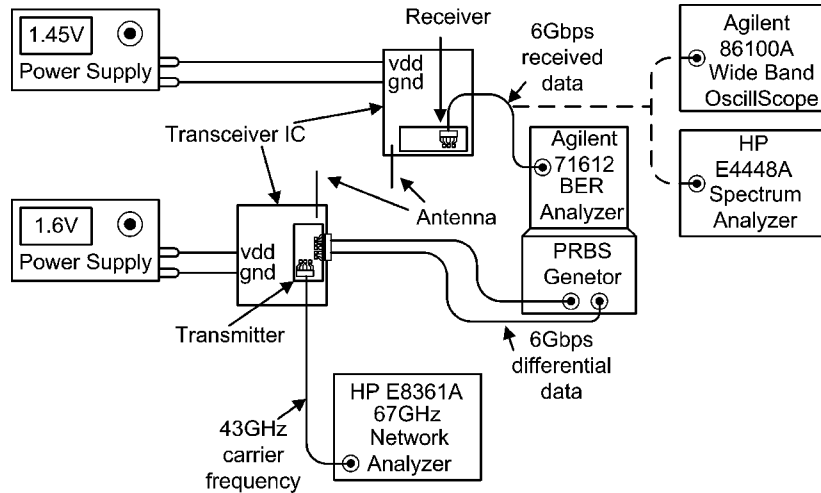 1.45V
Power Supply
vdd
gnd
Receiver
6Gbps
received
data
Agilent
86100A
Wide Band
OscillScope
Transceiver IC
Agilent
71612
BER
Analyzer
HP
E4448A
Spectrum
Analyzer
Antenna
1.6V
Power Supply
vdd
gnd
PRBS
Genetor
Transmitter
6Gbps
differential
data
HP E8361A
67GHz
Network
Analyzer
43GHz
carrier
frequency